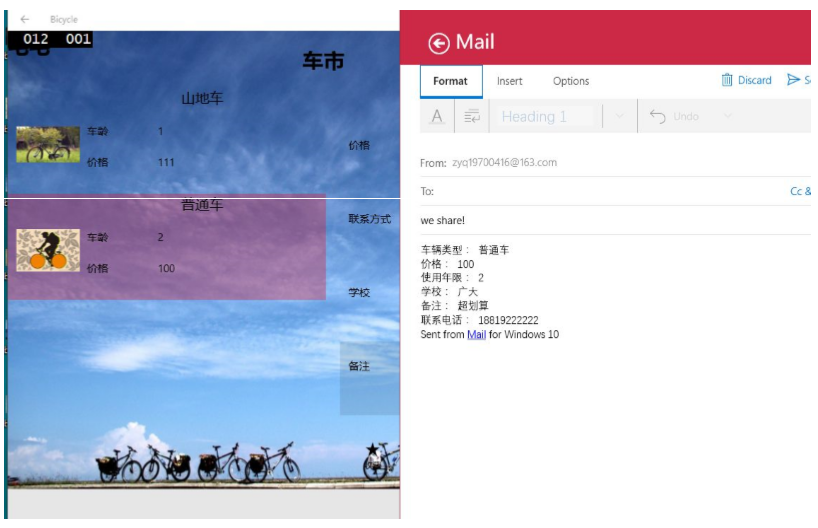 Bicycle
012 001
车市
山地车
车龄 1
价格 111
普通车
车龄 2
价格 100
价格
联系方式
学校
备注
Mail
Format Insert Options Discard
A Heading 1 Undo
From: zyq19700416@163.com
To: Cc &
we share!
车辆类型： 普通车
价格： 100
使用年限： 2
学校： 广大
备注： 超划算
联系电话： 18819222222
Sent from Mail for Windows 10